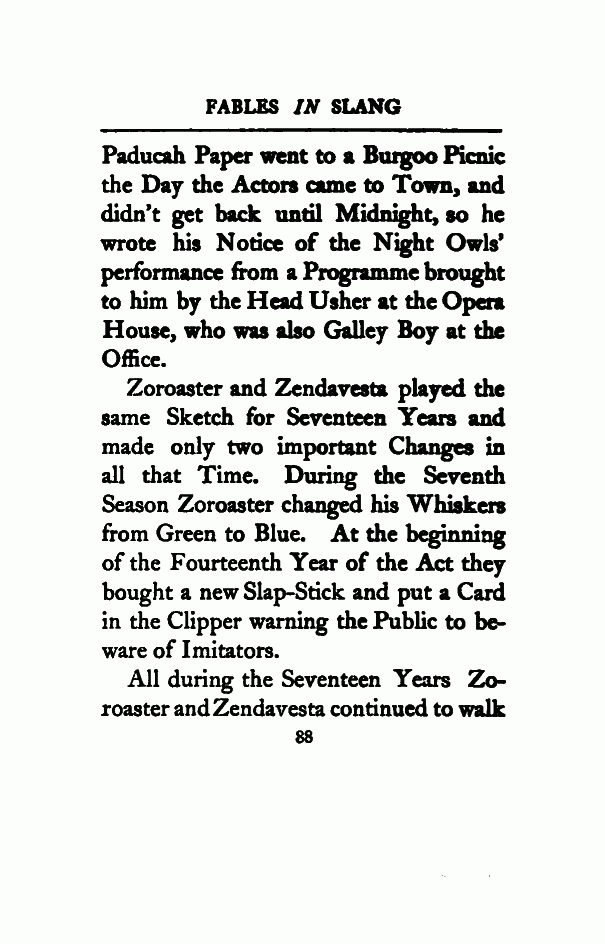 FABLES IN SLANG
Paducah Paper went to a Burgoo Picnic
the Day the Actors came to Town, and
didn't get back until Midnight, so he
wrote his Notice of the Night Owls'
performance from a Programme brought
to him by the Head Usher at the Opera
House, who was also Galley Boy at the
Office.
Zoroaster and Zendavesta played the
same Sketch for Seventeen Years and
made only two important Changes in
all that Time. During the Seventh
Season Zoroaster changed his Whiskers
from Green to Blue. At the beginning
of the Fourteenth Year of the Act they
bought a new Slap-Stick and put a Card
in the Clipper warning the Public to be-
ware of Imitators.
All during the Seventeen Years Zo-
roaster and Zendavesta continued to walk
88